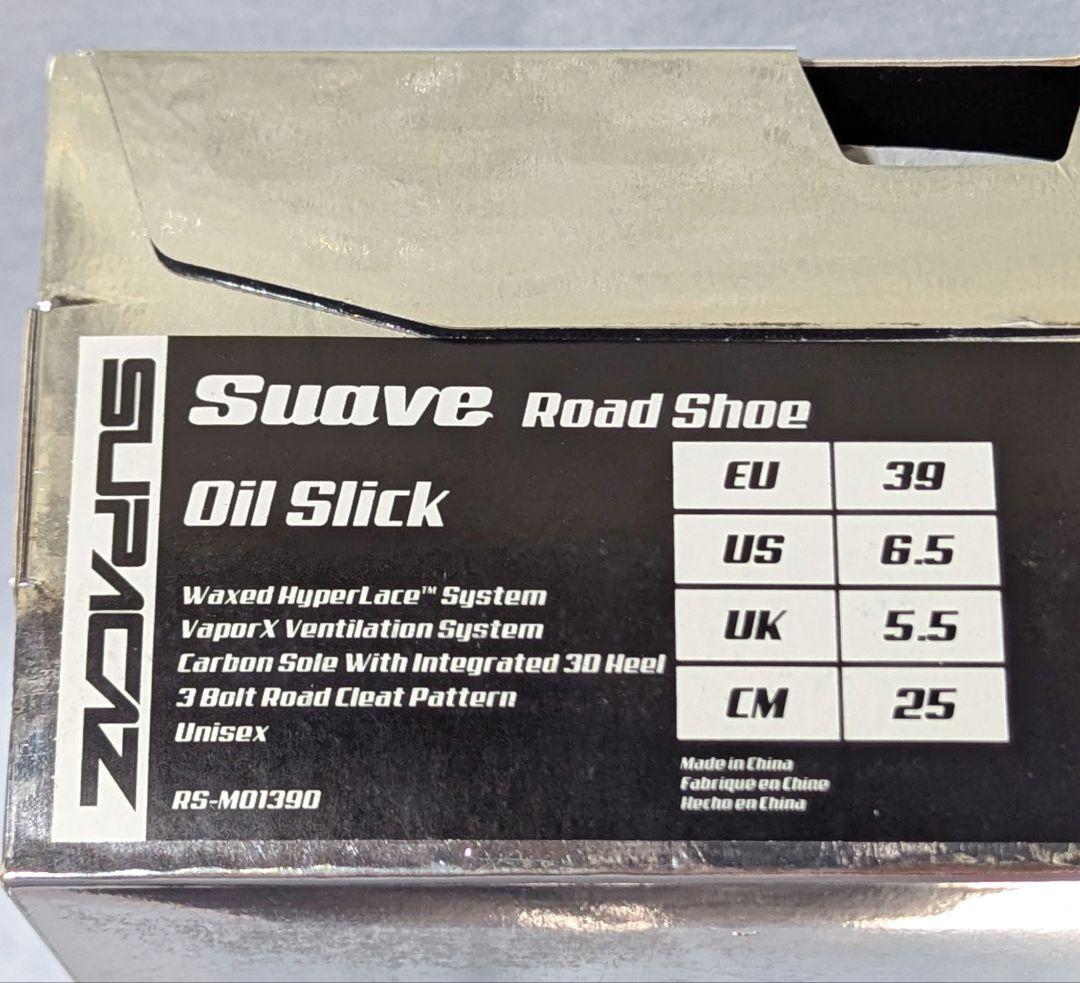 SUPACAZ
Suave Road Shoe
Oil Slick
Waxed HyperLace™ System
VaporX Ventilation System
Carbon Sole With Integrated 3D Heel
3 Bolt Road Cleat Pattern
Unisex
RS-M01390
EU 39
US 6.5
UK 5.5
CM 25
Made in China
Fabrique en Chine
Hecho en China